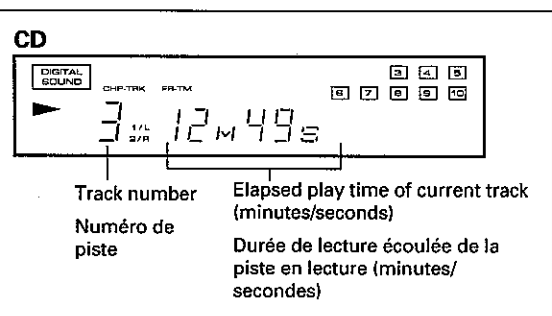 CD
DIGITAL
SOUND
CHP-TRK FR-TM
3 4 5
6 7 8 9 10
3 1/L 2/R 12M 49S
Track number
Numéro de
piste
Elapsed play time of current track
(minutes/seconds)
Durée de lecture écoulée de la
piste en lecture (minutes/
secondes)